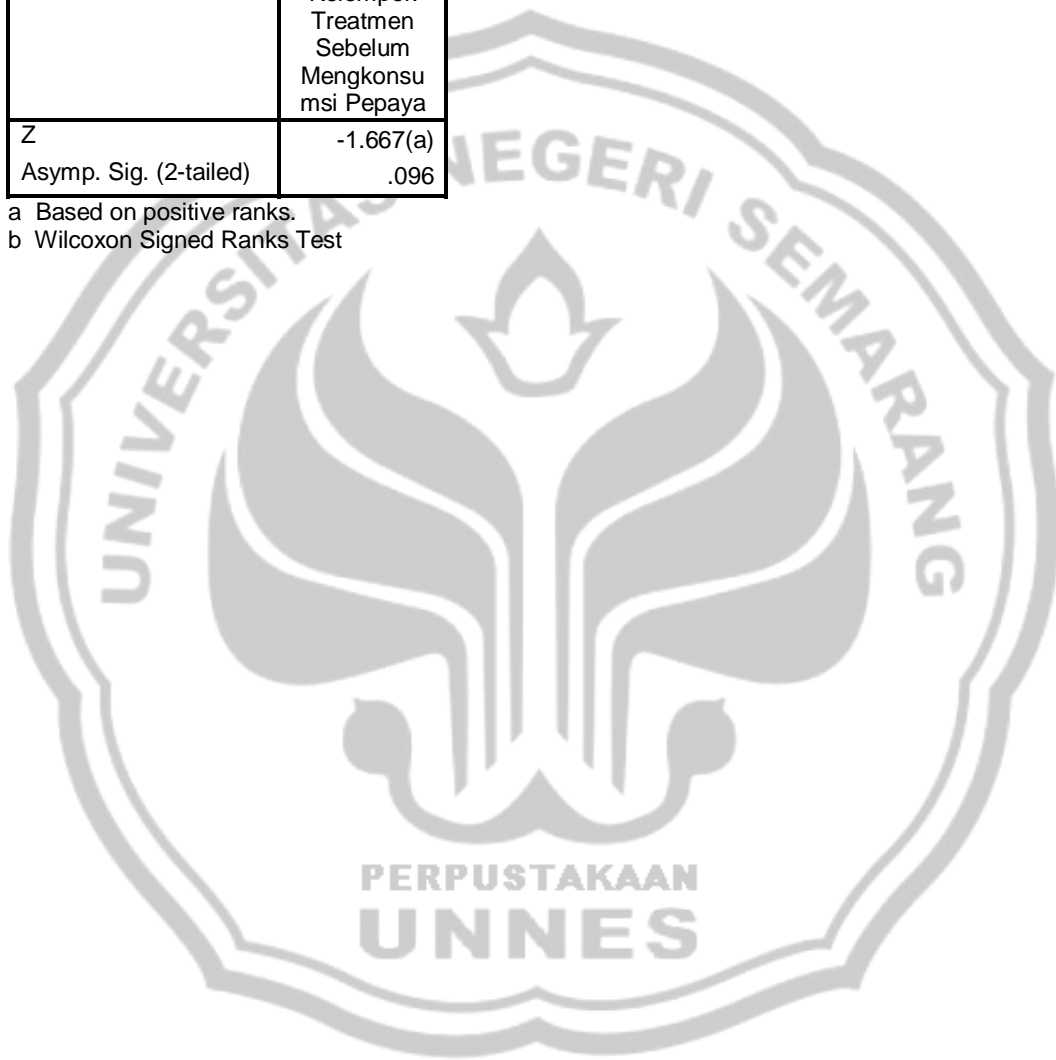 Treatmen
Sebelum
Mengkonsu
msi Pepaya
Z -1.667(a)
Asymp. Sig. (2-tailed) .096
a Based on positive ranks.
b Wilcoxon Signed Ranks Test
UNIVERSITAS NEGERI SEMARANG
PERPUSTAKAAN
UNNES